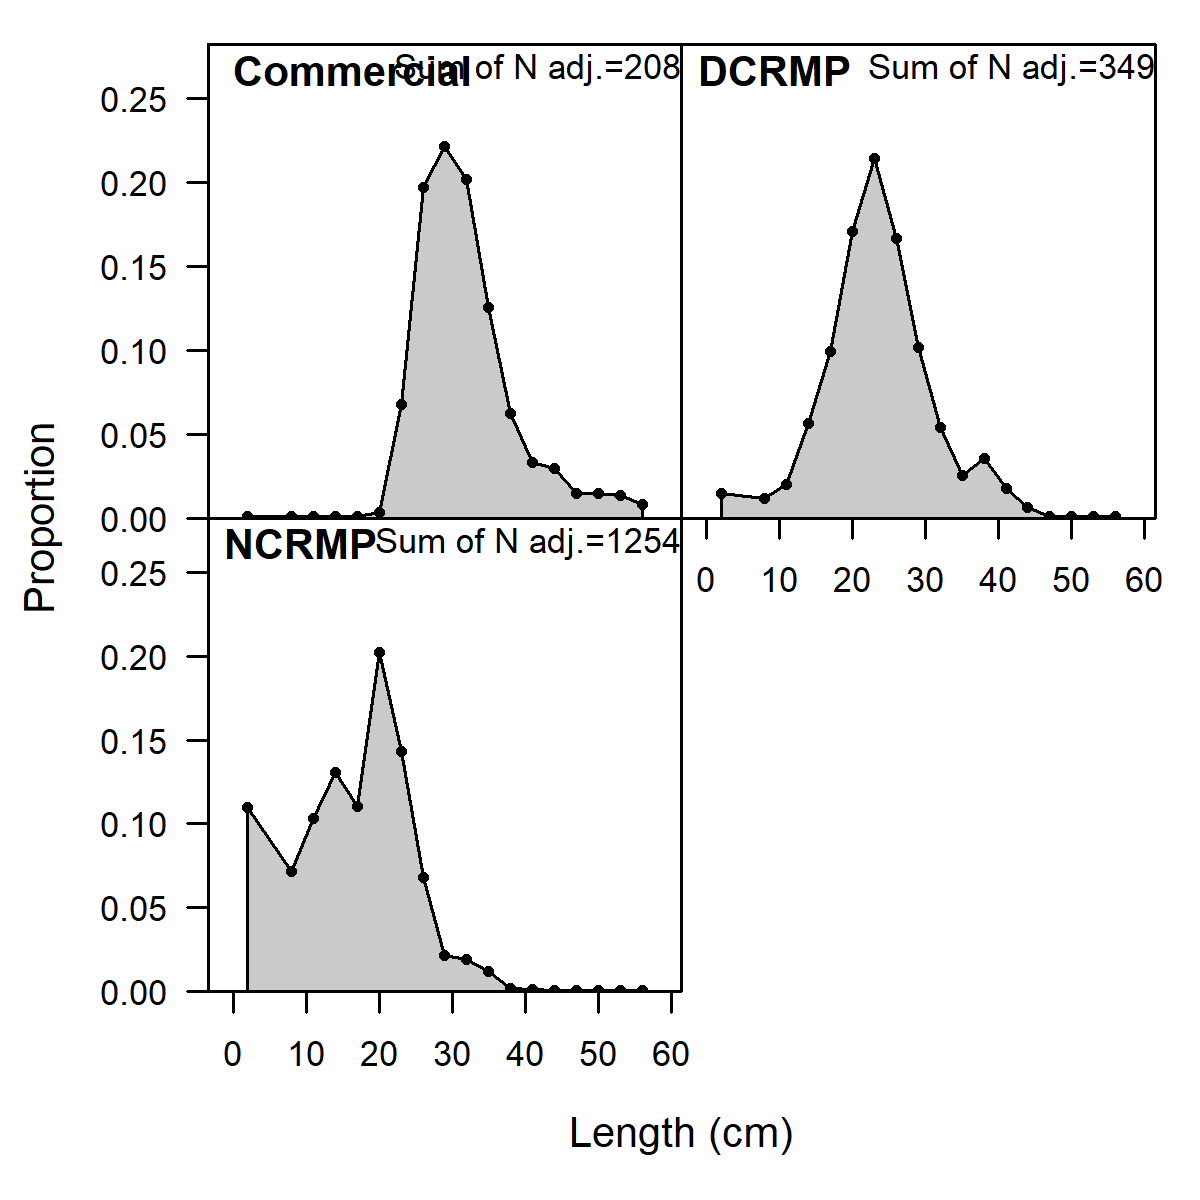 Commercial Sum of N adj.=208
DCRMP Sum of N adj.=349
0.25
0.20
0.15
0.10
0.05
0.00
NCRMP Sum of N adj.=1254
0 10 20 30 40 50 60
0.25
0.20
0.15
0.10
0.05
0.00
0 10 20 30 40 50 60
Proportion
Length (cm)